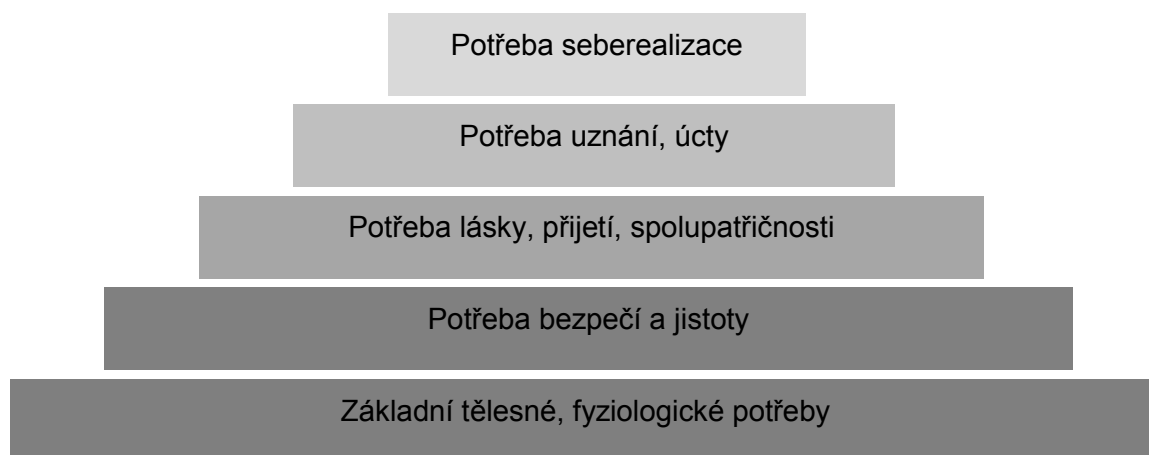 Potřeba seberealizace
Potřeba uznání, úcty
Potřeba lásky, přijetí, spolupatřičnosti
Potřeba bezpečí a jistoty
Základní tělesné, fyziologické potřeby